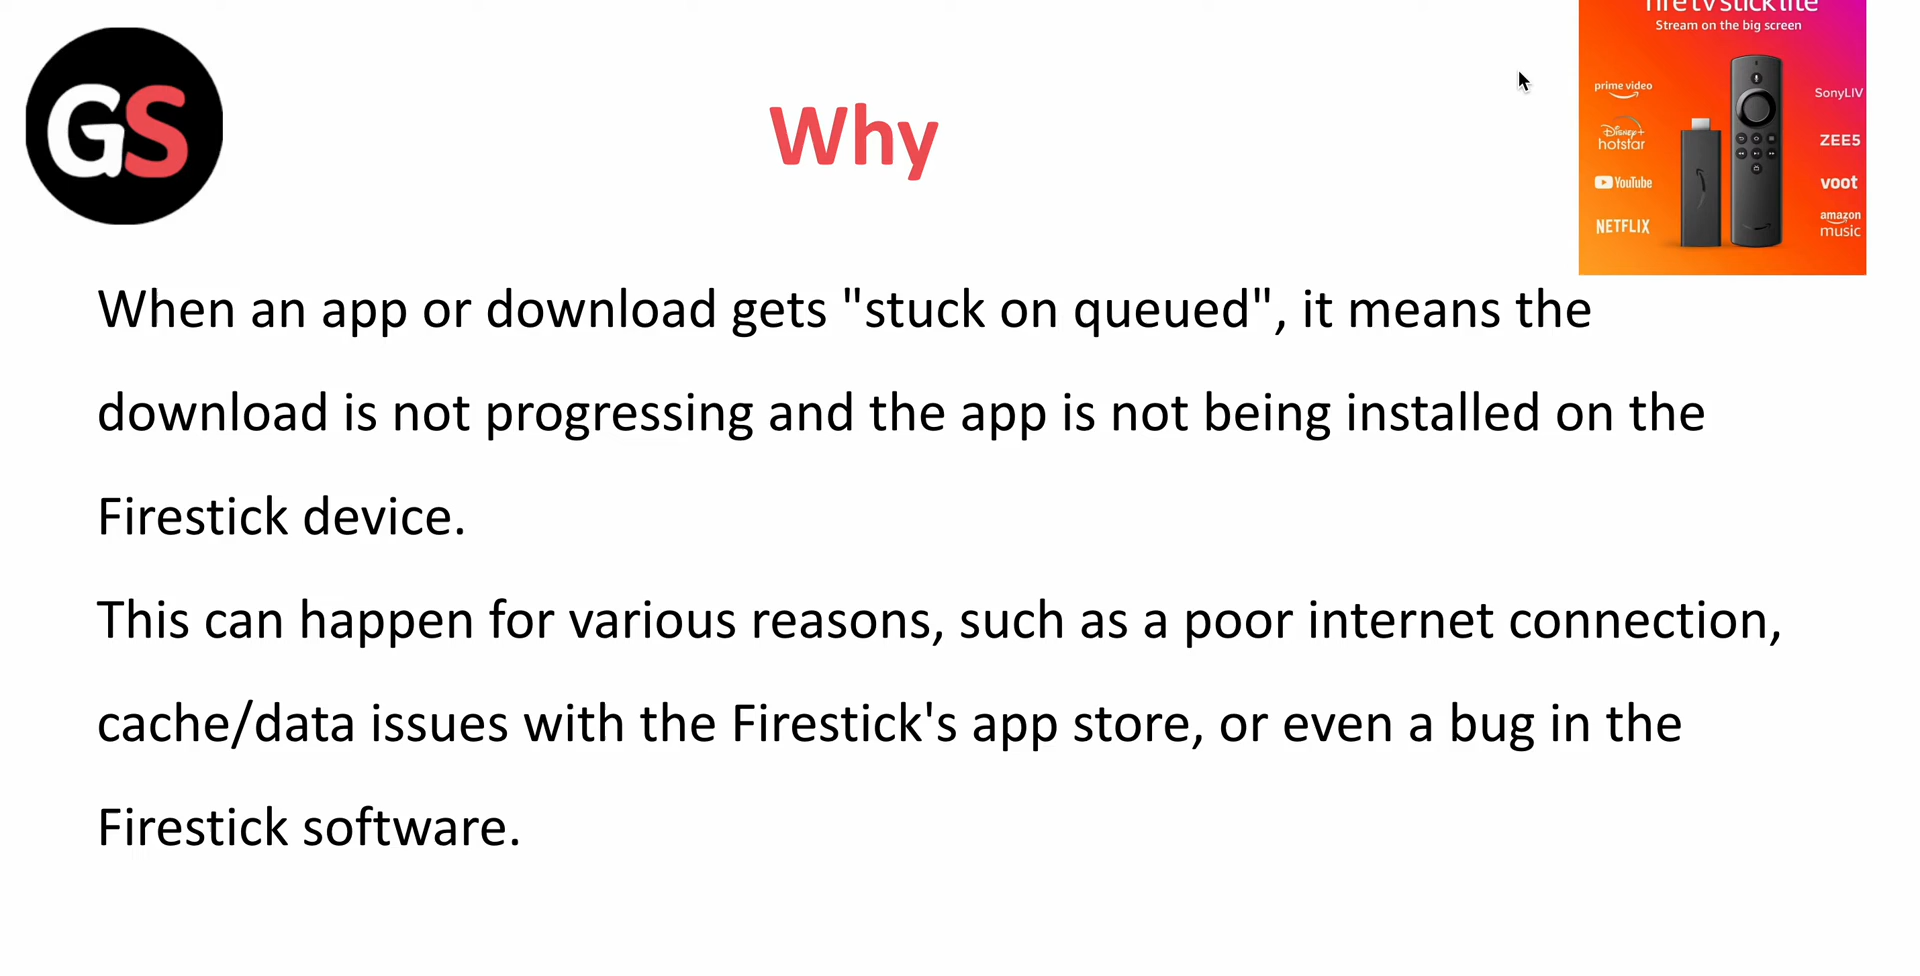 GS
fire tv stick lite
Stream on the big screen
Why
prime video
SonyLIV
Disney+
hotstar
ZEE5
YouTube
voot
NETFLIX
amazon
music
When an app or download gets "stuck on queued", it means the
download is not progressing and the app is not being installed on the
Firestick device.
This can happen for various reasons, such as a poor internet connection,
cache/data issues with the Firestick's app store, or even a bug in the
Firestick software.